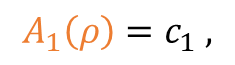 A₁(ρ) = c₁ ,